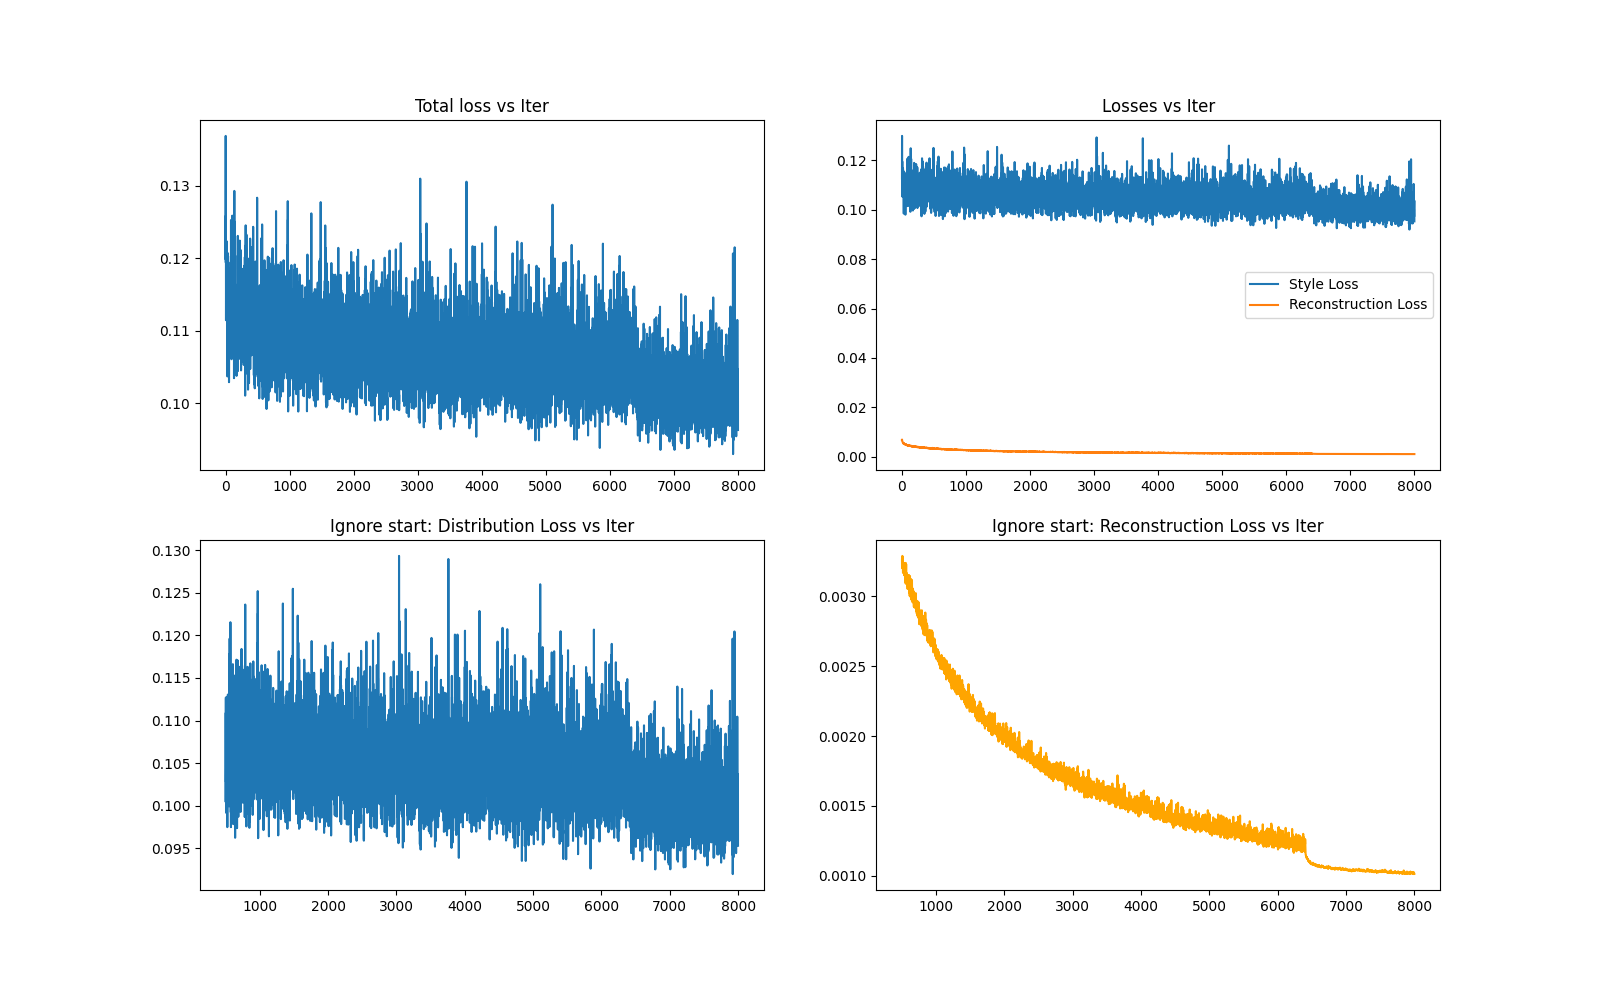 Total loss vs Iter
0.13
0.12
0.11
0.10
0 1000 2000 3000 4000 5000 6000 7000 8000
Losses vs Iter
0.12
0.10
0.08
0.06
0.04
0.02
0.00
Style Loss
Reconstruction Loss
0 1000 2000 3000 4000 5000 6000 7000 8000
Ignore start: Distribution Loss vs Iter
0.130
0.125
0.120
0.115
0.110
0.105
0.100
0.095
1000 2000 3000 4000 5000 6000 7000 8000
Ignore start: Reconstruction Loss vs Iter
0.0030
0.0025
0.0020
0.0015
0.0010
1000 2000 3000 4000 5000 6000 7000 8000